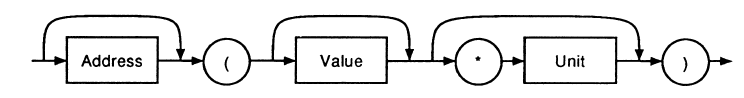 Address ( Value * Unit )